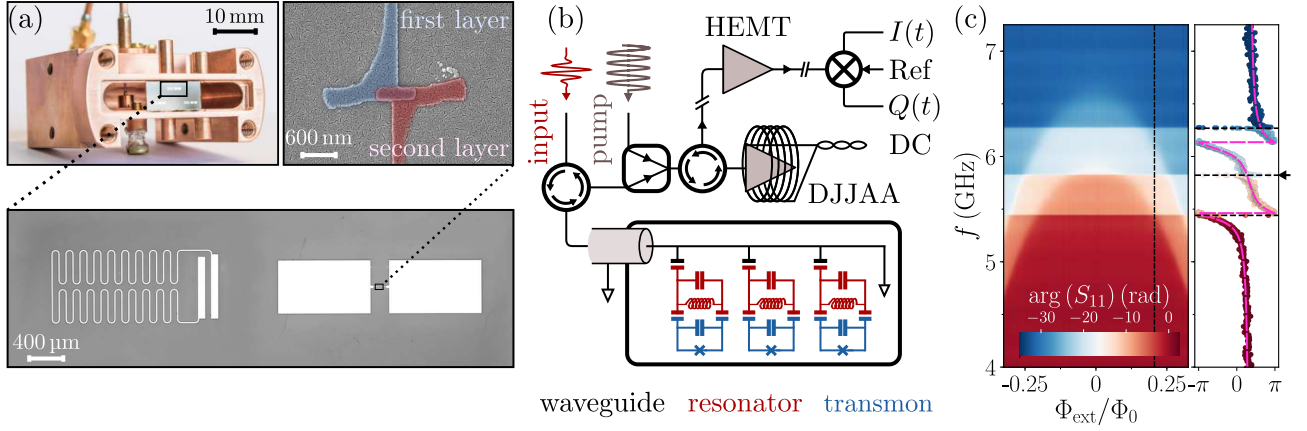 (a)
10 mm
first layer
second layer
600 nm
400 µm
(b)
HEMT
I(t)
Ref
Q(t)
input
pump
DC
DJJAA
waveguide resonator transmon
(c)
7
6
5
4
f (GHz)
arg (S₁₁) (rad)
−30 −20 −10 0
-0.25 0 0.25
Φext/Φ₀
-π 0 π